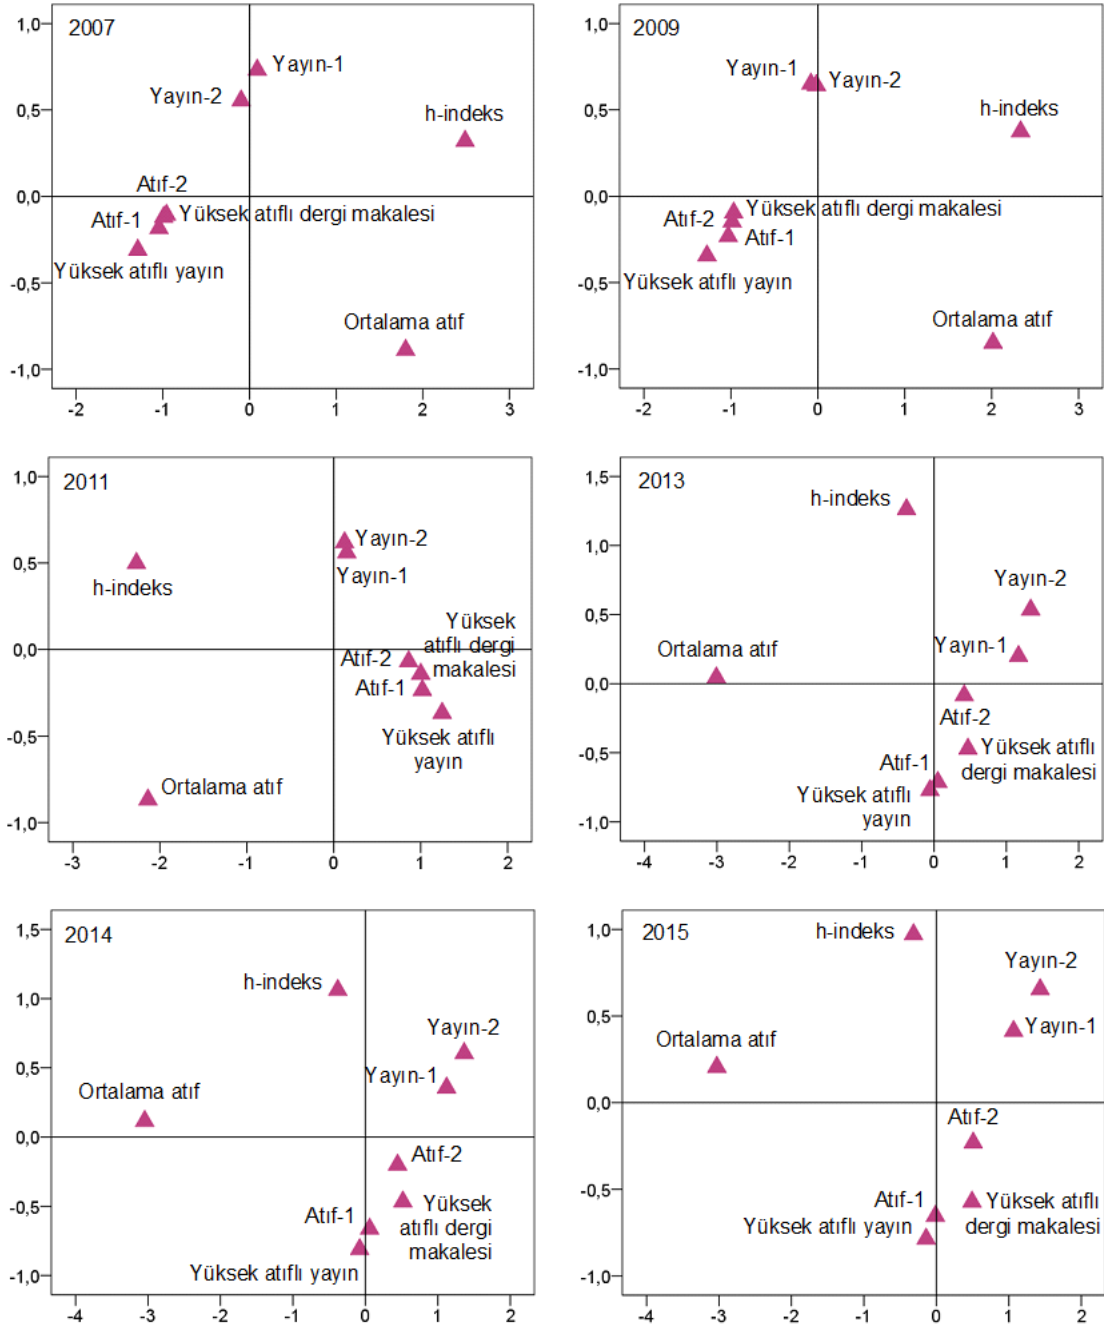 2007
1,0
0,5
0,0
-0,5
-1,0
Yayın-1
Yayın-2
h-indeks
Atıf-2
Atıf-1
Yüksek atıflı dergi makalesi
Yüksek atıflı yayın
Ortalama atıf
-2 -1 0 1 2 3
2009
1,0
0,5
0,0
-0,5
-1,0
Yayın-1
Yayın-2
h-indeks
Yüksek atıflı dergi makalesi
Atıf-2
Atıf-1
Yüksek atıflı yayın
Ortalama atıf
-2 -1 0 1 2 3
2011
1,0
0,5
0,0
-0,5
-1,0
Yayın-2
Yayın-1
h-indeks
Yüksek
atıflı dergi
makalesi
Atıf-2
Atıf-1
Yüksek atıflı
yayın
Ortalama atıf
-3 -2 -1 0 1 2
2013
1,5
1,0
0,5
0,0
-0,5
-1,0
h-indeks
Yayın-2
Yayın-1
Ortalama atıf
Atıf-2
Yüksek atıflı
dergi makalesi
Atıf-1
Yüksek atıflı
yayın
-4 -3 -2 -1 0 1 2
2014
1,5
1,0
0,5
0,0
-0,5
-1,0
h-indeks
Yayın-2
Yayın-1
Ortalama atıf
Atıf-2
Yüksek
atıflı dergi
makalesi
Atıf-1
Yüksek atıflı yayın
-4 -3 -2 -1 0 1 2
2015
1,0
0,5
0,0
-0,5
-1,0
h-indeks
Yayın-2
Yayın-1
Ortalama atıf
Atıf-2
Atıf-1
Yüksek atıflı
dergi makalesi
Yüksek atıflı yayın
-4 -3 -2 -1 0 1 2